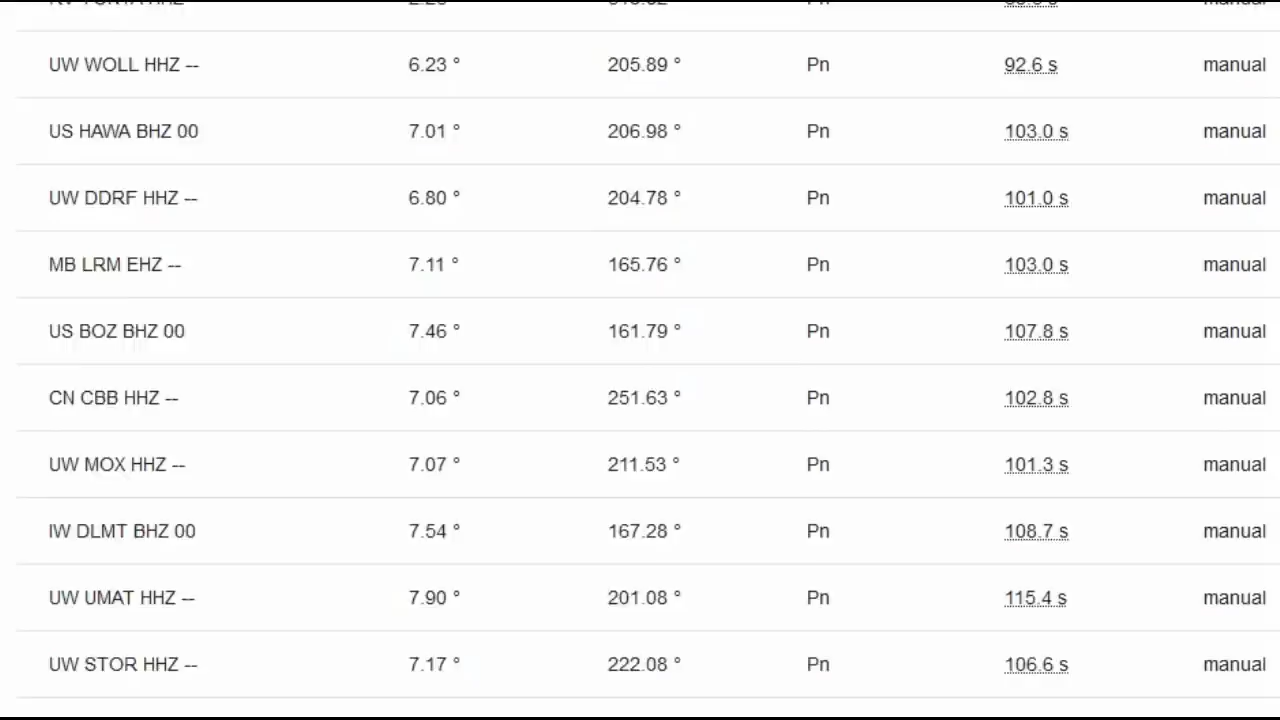 UW WOLL HHZ -- 6.23 ° 205.89 ° Pn 92.6 s manual
US HAWA BHZ 00 7.01 ° 206.98 ° Pn 103.0 s manual
UW DDRF HHZ -- 6.80 ° 204.78 ° Pn 101.0 s manual
MB LRM EHZ -- 7.11 ° 165.76 ° Pn 103.0 s manual
US BOZ BHZ 00 7.46 ° 161.79 ° Pn 107.8 s manual
CN CBB HHZ -- 7.06 ° 251.63 ° Pn 102.8 s manual
UW MOX HHZ -- 7.07 ° 211.53 ° Pn 101.3 s manual
IW DLMT BHZ 00 7.54 ° 167.28 ° Pn 108.7 s manual
UW UMAT HHZ -- 7.90 ° 201.08 ° Pn 115.4 s manual
UW STOR HHZ -- 7.17 ° 222.08 ° Pn 106.6 s manual